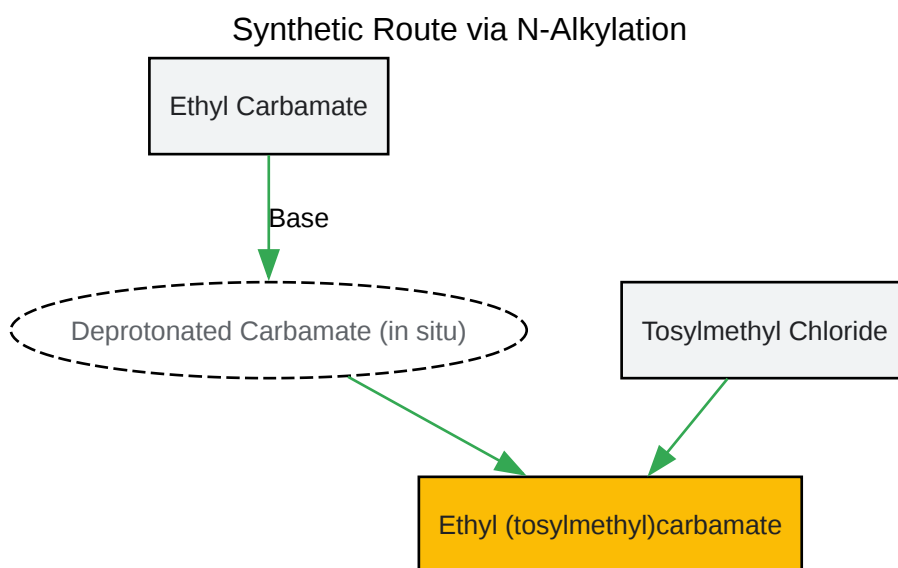 Synthetic Route via N-Alkylation
Ethyl Carbamate
Base
Deprotonated Carbamate (in situ)
Tosylmethyl Chloride
Ethyl (tosylmethyl)carbamate